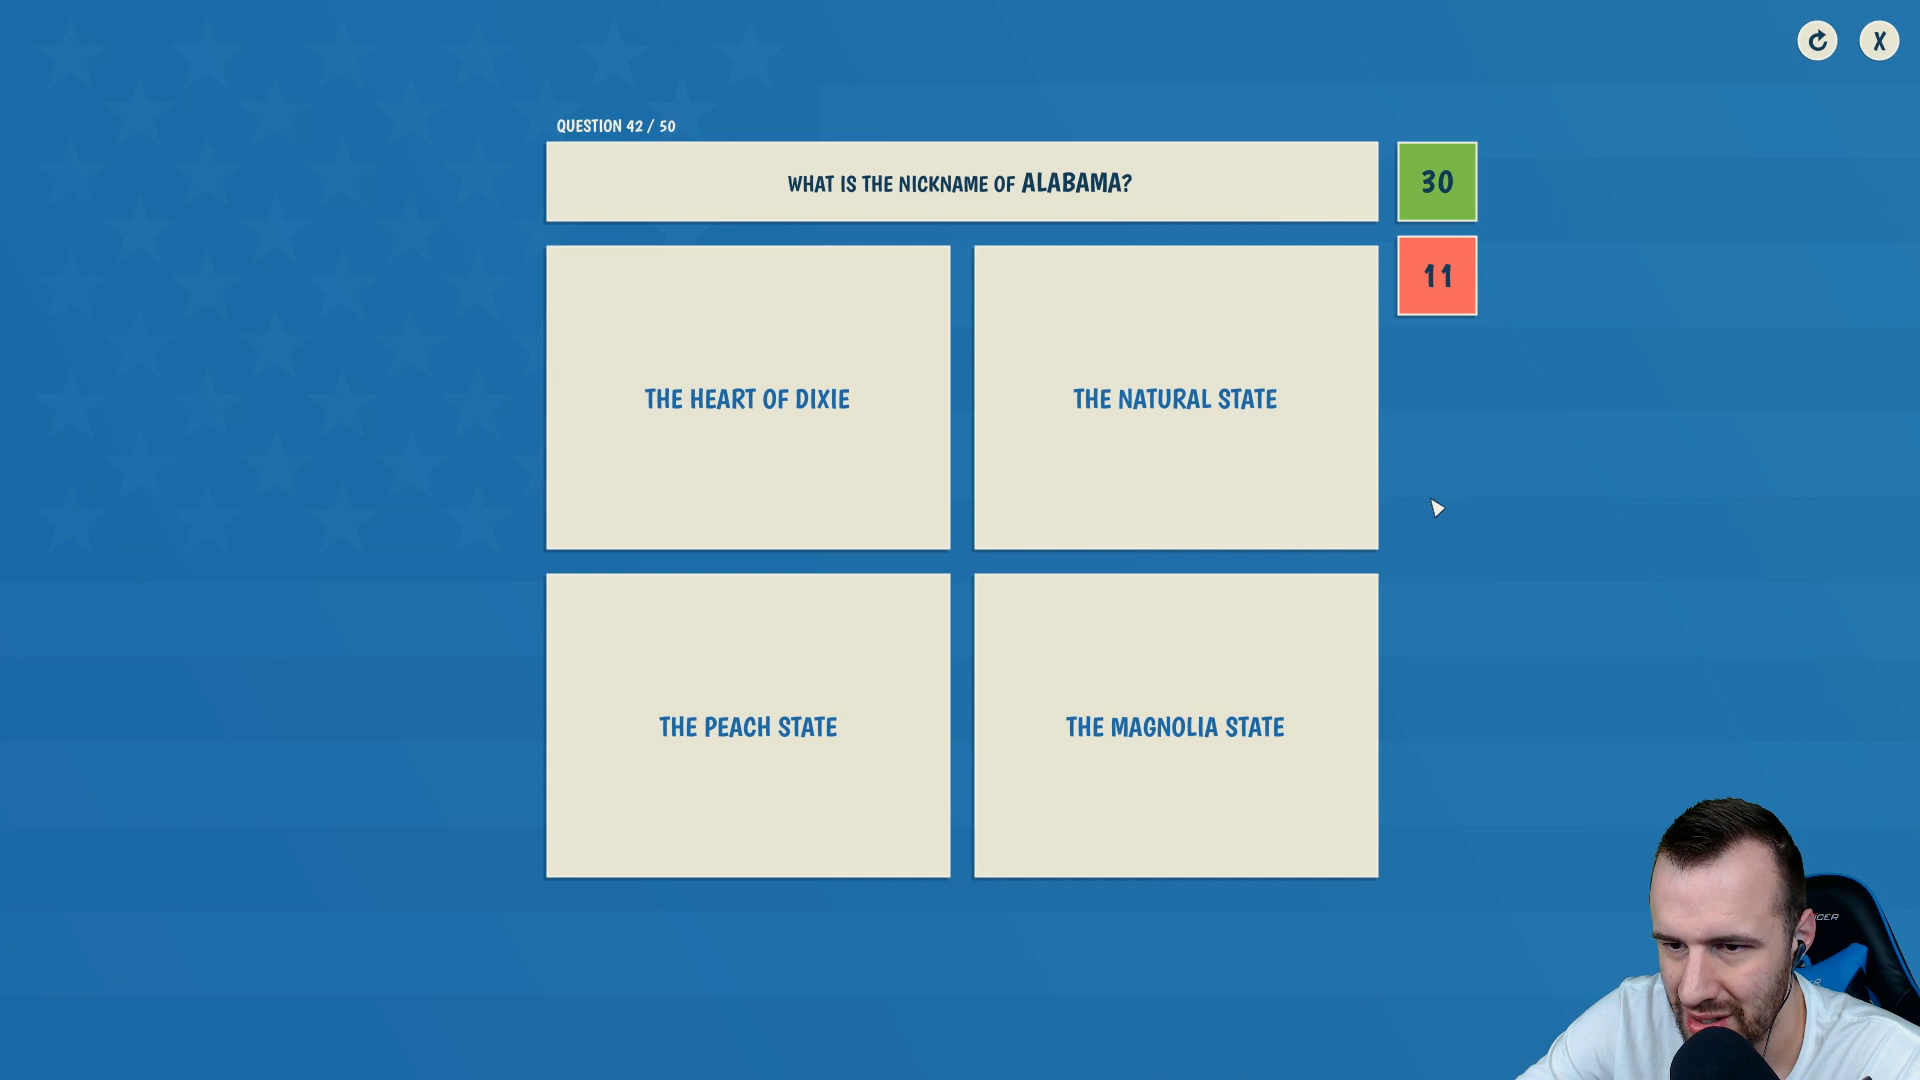 X
QUESTION 42 / 50
WHAT IS THE NICKNAME OF ALABAMA?
30
11
THE HEART OF DIXIE
THE NATURAL STATE
THE PEACH STATE
THE MAGNOLIA STATE